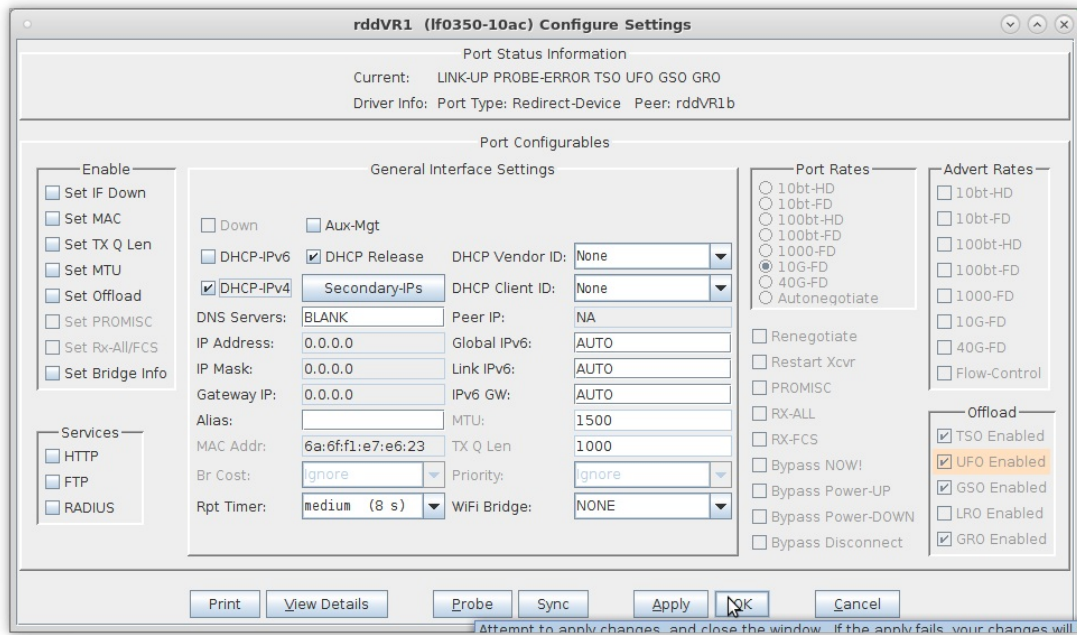 rddVR1 (lf0350-10ac) Configure Settings
Port Status Information
Current: LINK-UP PROBE-ERROR TSO UFO GSO GRO
Driver Info: Port Type: Redirect-Device Peer: rddVR1b
Port Configurables
Enable
Set IF Down
Set MAC
Set TX Q Len
Set MTU
Set Offload
Set PROMISC
Set Rx-All/FCS
Set Bridge Info
Services
HTTP
FTP
RADIUS
General Interface Settings
Down Aux-Mgt
DHCP-IPv6 DHCP Release DHCP Vendor ID: None
DHCP-IPv4 Secondary-IPs DHCP Client ID: None
DNS Servers: BLANK Peer IP: NA
IP Address: 0.0.0.0 Global IPv6: AUTO
IP Mask: 0.0.0.0 Link IPv6: AUTO
Gateway IP: 0.0.0.0 IPv6 GW: AUTO
Alias: MTU: 1500
MAC Addr: 6a:6f:f1:e7:e6:23 TX Q Len 1000
Br Cost: Ignore Priority: Ignore
Rpt Timer: medium (8 s) WiFi Bridge: NONE
Port Rates
10bt-HD
10bt-FD
100bt-HD
100bt-FD
1000-FD
10G-FD
40G-FD
Autonegotiate
Renegotiate
Restart Xcvr
PROMISC
RX-ALL
RX-FCS
Bypass NOW!
Bypass Power-UP
Bypass Power-DOWN
Bypass Disconnect
Advert Rates
10bt-HD
10bt-FD
100bt-HD
100bt-FD
1000-FD
10G-FD
40G-FD
Flow-Control
Offload
TSO Enabled
UFO Enabled
GSO Enabled
LRO Enabled
GRO Enabled
Print View Details Probe Sync Apply OK Cancel
Attempt to apply changes, and close the window. If the apply fails, your changes will